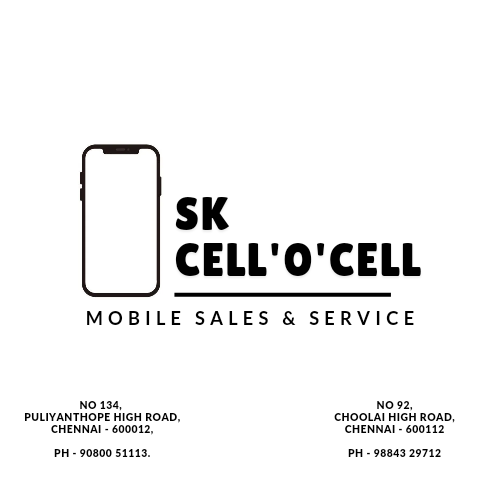 SK
CELL'O'CELL
MOBILE SALES & SERVICE
NO 134,
PULIYANTHOPE HIGH ROAD,
CHENNAI - 600012,
PH - 90800 51113.
NO 92,
CHOOLAI HIGH ROAD,
CHENNAI - 600112
PH - 98843 29712